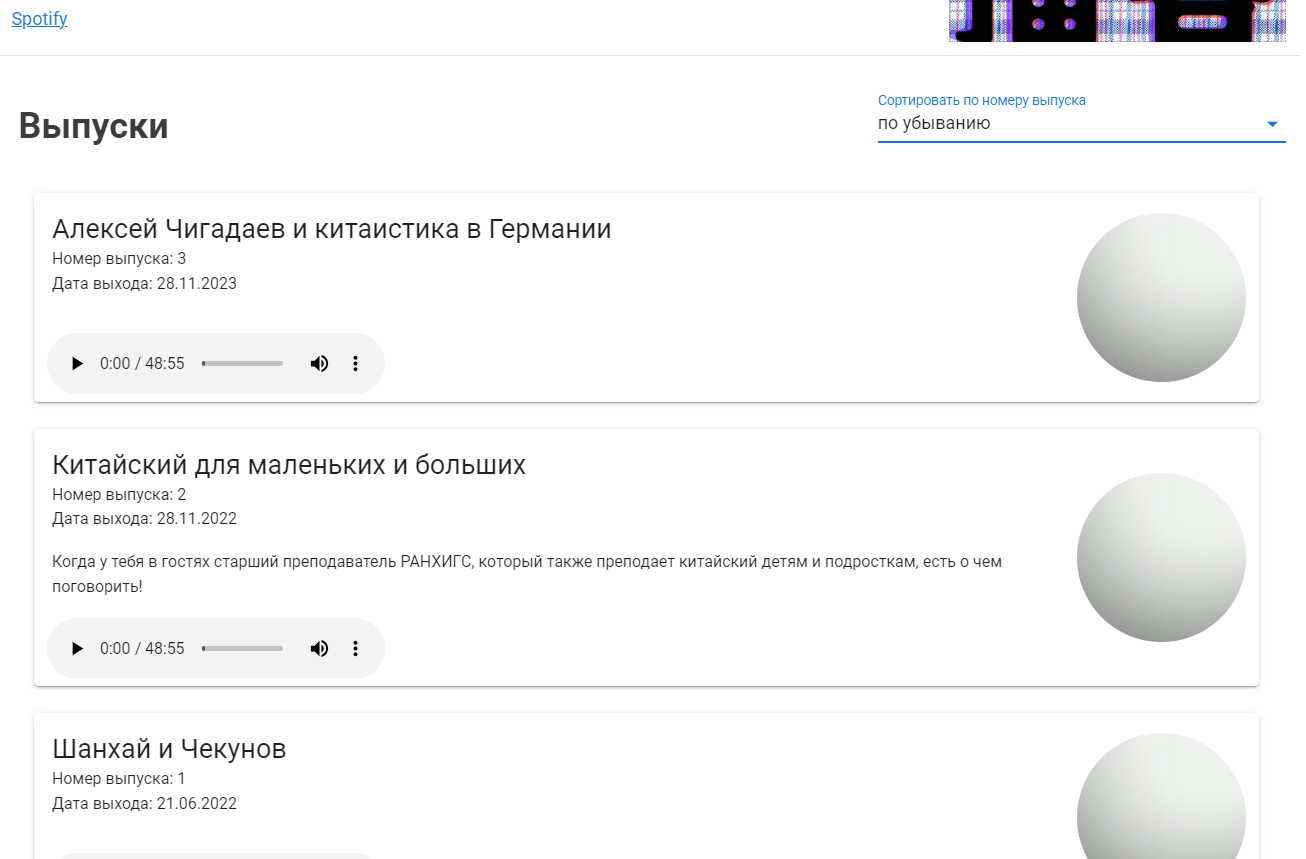 Spotify
Выпуски
Сортировать по номеру выпуска
по убыванию
Алексей Чигадаев и китаистика в Германии
Номер выпуска: 3
Дата выхода: 28.11.2023
0:00 / 48:55
Китайский для маленьких и больших
Номер выпуска: 2
Дата выхода: 28.11.2022
Когда у тебя в гостях старший преподаватель РАНХИГС, который также преподает китайский детям и подросткам, есть о чем
поговорить!
0:00 / 48:55
Шанхай и Чекунов
Номер выпуска: 1
Дата выхода: 21.06.2022